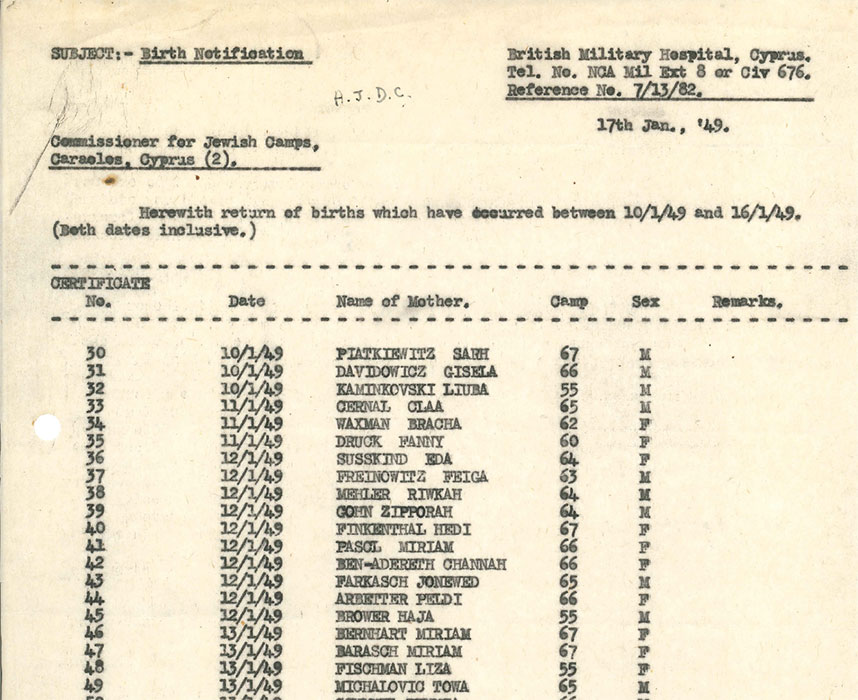 SUBJECT:- Birth Notification
British Military Hospital, Cyprus.
Tel. No. NCA Mil Ext 8 or Civ 676.
Reference No. 7/13/82.
A.J.D.C.
17th Jan., '49.
Commissioner for Jewish Camps,
Caraolos, Cyprus (2).
Herewith return of births which have occurred between 10/1/49 and 16/1/49.
(Both dates inclusive.)
CERTIFICATE
No. Date Name of Mother. Camp Sex Remarks.
30 10/1/49 PIATKIEWITZ SARH 67 M
31 10/1/49 DAVIDOWICZ GISELA 66 M
32 10/1/49 KAMINKOVSKI LIUBA 55 M
33 11/1/49 CERNAL CLAA 65 M
34 11/1/49 WAXMAN BRACHA 62 F
35 11/1/49 DRUCK FANNY 60 F
36 12/1/49 SUSSKIND EDA 64 F
37 12/1/49 FREINOWITZ FEIGA 63 M
38 12/1/49 MEHLER RIWKAH 64 M
39 12/1/49 COHN ZIPPORAH 64 M
40 12/1/49 FINKENTHAL HEDI 67 F
41 12/1/49 PASCL MIRIAM 66 F
42 12/1/49 BEN-ADERETH CHANNAH 66 F
43 12/1/49 FARKASCH JONEWED 65 M
44 12/1/49 ARBETTER PELDI 66 F
45 12/1/49 BROWER HAJA 55 M
46 13/1/49 BERNHART MIRIAM 67 F
47 13/1/49 BARASCH MIRIAM 67 F
48 13/1/49 FISCHMAN LIZA 55 F
49 13/1/49 MICHALOVIC TOWA 65 M